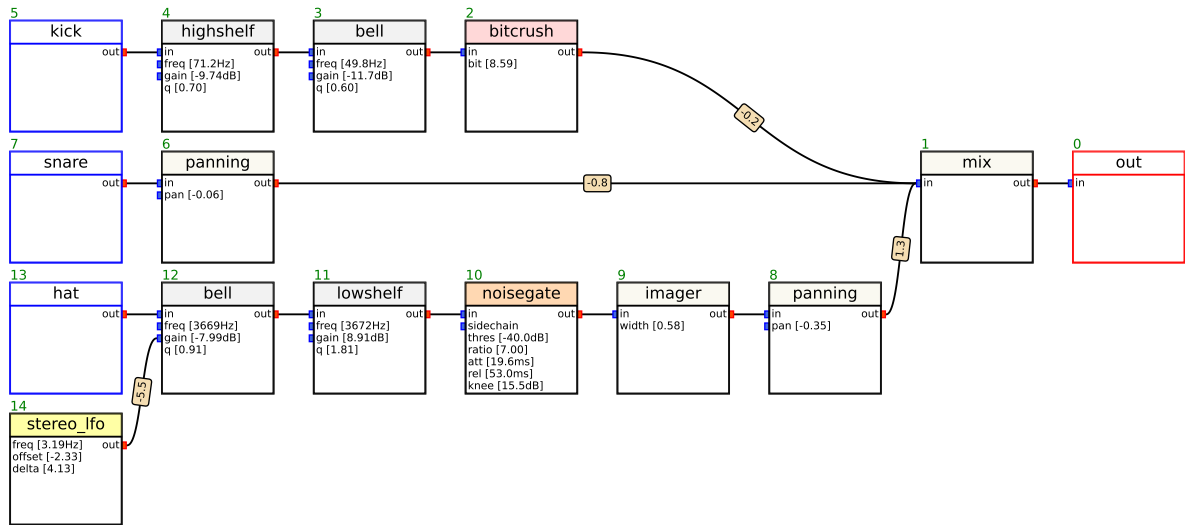 5
kick
out
4
highshelf
in out
freq [71.2Hz]
gain [-9.74dB]
q [0.70]
3
bell
in out
freq [49.8Hz]
gain [-11.7dB]
q [0.60]
2
bitcrush
in out
bit [8.59]
-0.2
7
snare
out
6
panning
in out
pan [-0.06]
-0.8
1
mix
in out
0
out
in
1.3
13
hat
out
12
bell
in out
freq [3669Hz]
gain [-7.99dB]
q [0.91]
11
lowshelf
in out
freq [3672Hz]
gain [8.91dB]
q [1.81]
10
noisegate
in out
sidechain
thres [-40.0dB]
ratio [7.00]
att [19.6ms]
rel [53.0ms]
knee [15.5dB]
9
imager
in out
width [0.58]
8
panning
in out
pan [-0.35]
-5.5
14
stereo_lfo
freq [3.19Hz] out
offset [-2.33]
delta [4.13]